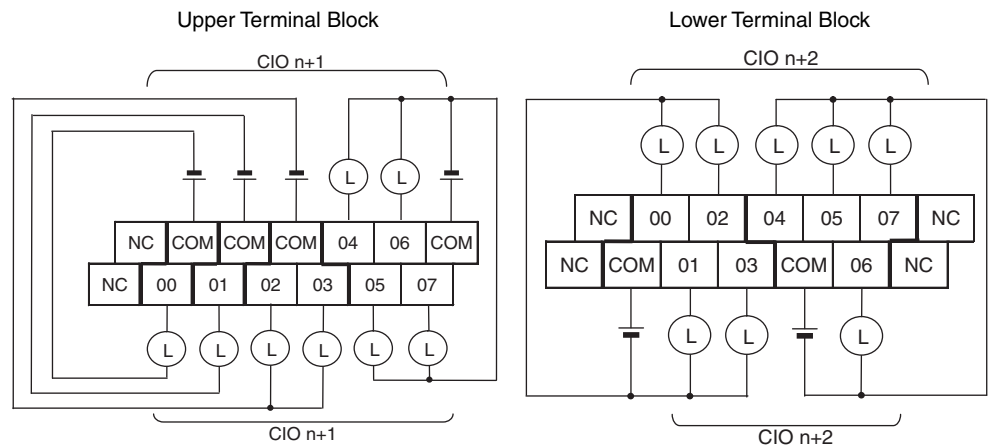 Upper Terminal Block
Lower Terminal Block
CIO n+1
CIO n+2
L L
L L L L L
NC COM COM COM 04 06 COM
NC 00 02 04 05 07 NC
NC 00 01 02 03 05 07
NC COM 01 03 COM 06 NC
L L L L L L
L L L
CIO n+1
CIO n+2